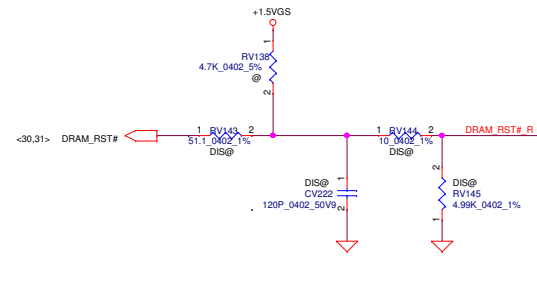 +1.5VGS
1
RV138
4.7K_0402_5%
@
2
<30,31> DRAM_RST#
1 RV143 2
51.1_0402_1%
DIS@
1 RV144 2
10_0402_1%
DIS@
DRAM_RST#_R
DIS@ 1
CV222
120P_0402_50V9 2
2 DIS@
RV145
4.99K_0402_1%
1